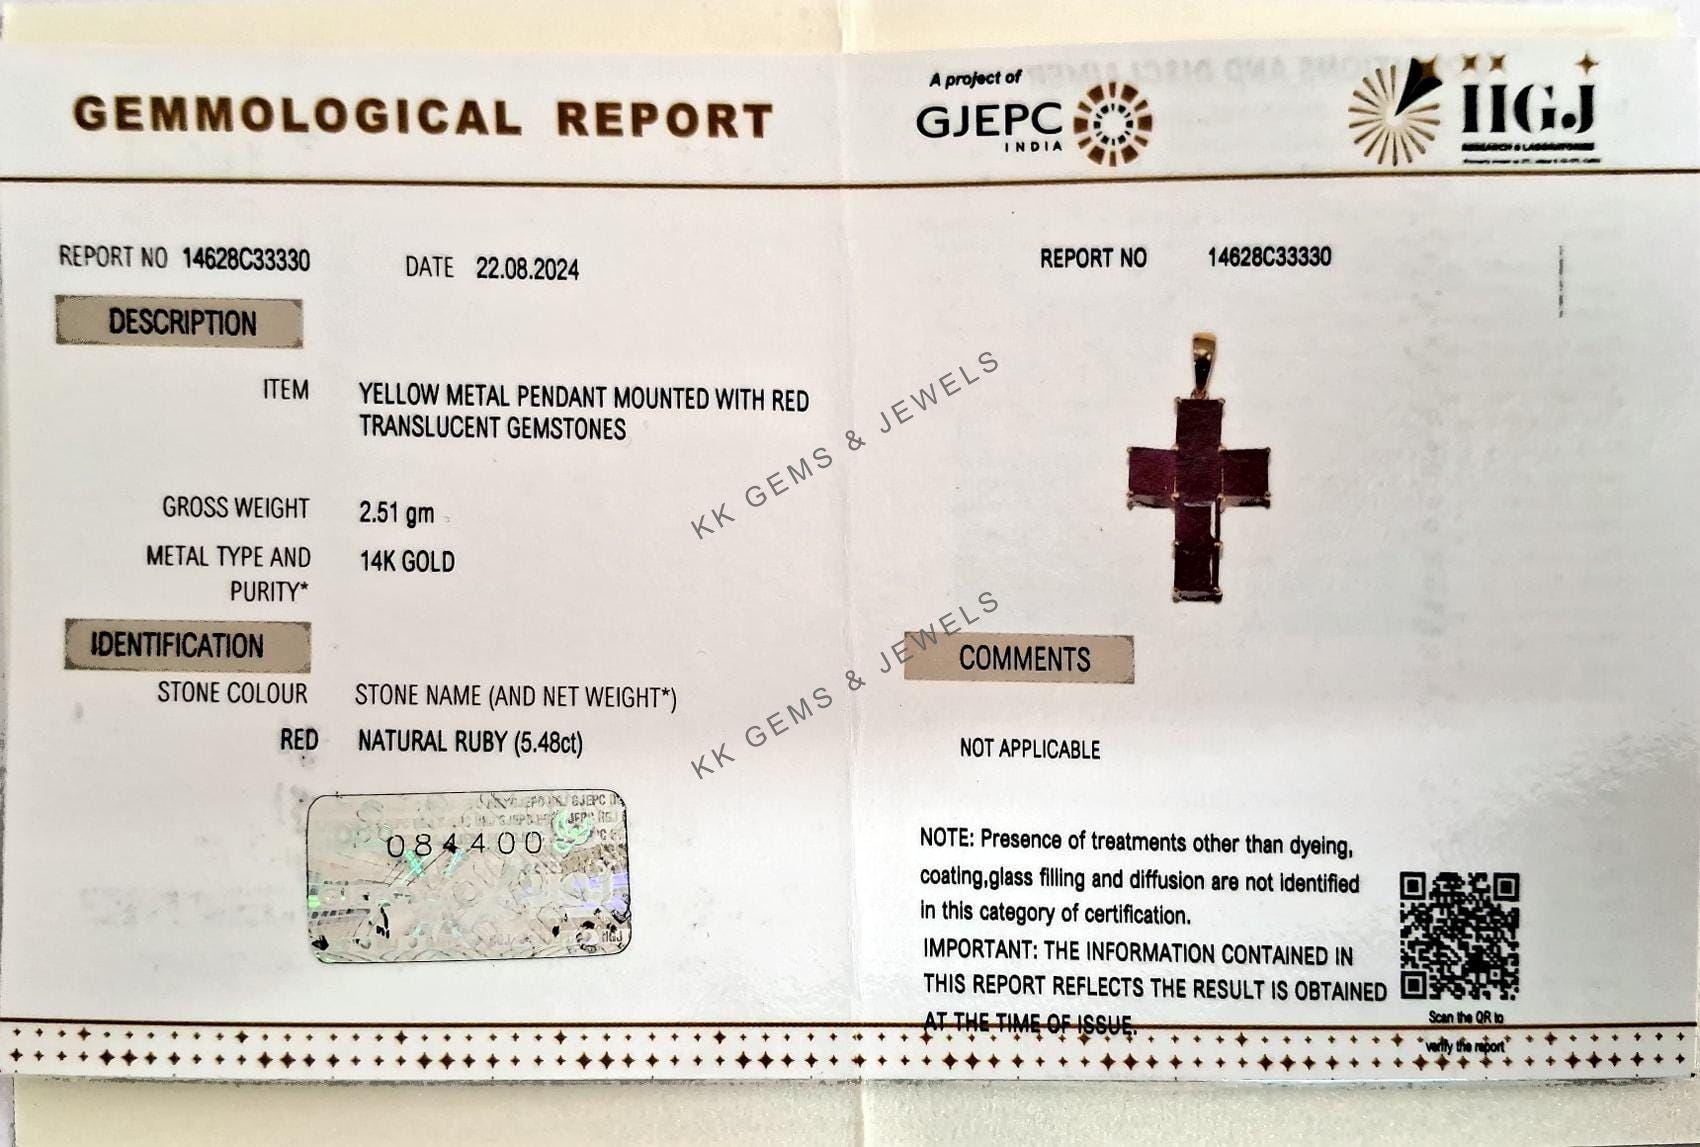 GEMMOLOGICAL REPORT
A project of
GJEPC
INDIA
IIGJ
RESEARCH & LABORATORIES
REPORT NO 14628C33330
DATE 22.08.2024
DESCRIPTION
ITEM YELLOW METAL PENDANT MOUNTED WITH RED
TRANSLUCENT GEMSTONES
GROSS WEIGHT 2.51 gm
METAL TYPE AND 14K GOLD
PURITY*
IDENTIFICATION
STONE COLOUR STONE NAME (AND NET WEIGHT*)
RED NATURAL RUBY (5.48ct)
084400
IIGJ
REPORT NO 14628C33330
COMMENTS
NOT APPLICABLE
NOTE: Presence of treatments other than dyeing,
coating,glass filling and diffusion are not identified
in this category of certification.
IMPORTANT: THE INFORMATION CONTAINED IN
THIS REPORT REFLECTS THE RESULT IS OBTAINED
AT THE TIME OF ISSUE.
Scan the QR to
verify the report
KK GEMS & JEWELS
KK GEMS & JEWELS